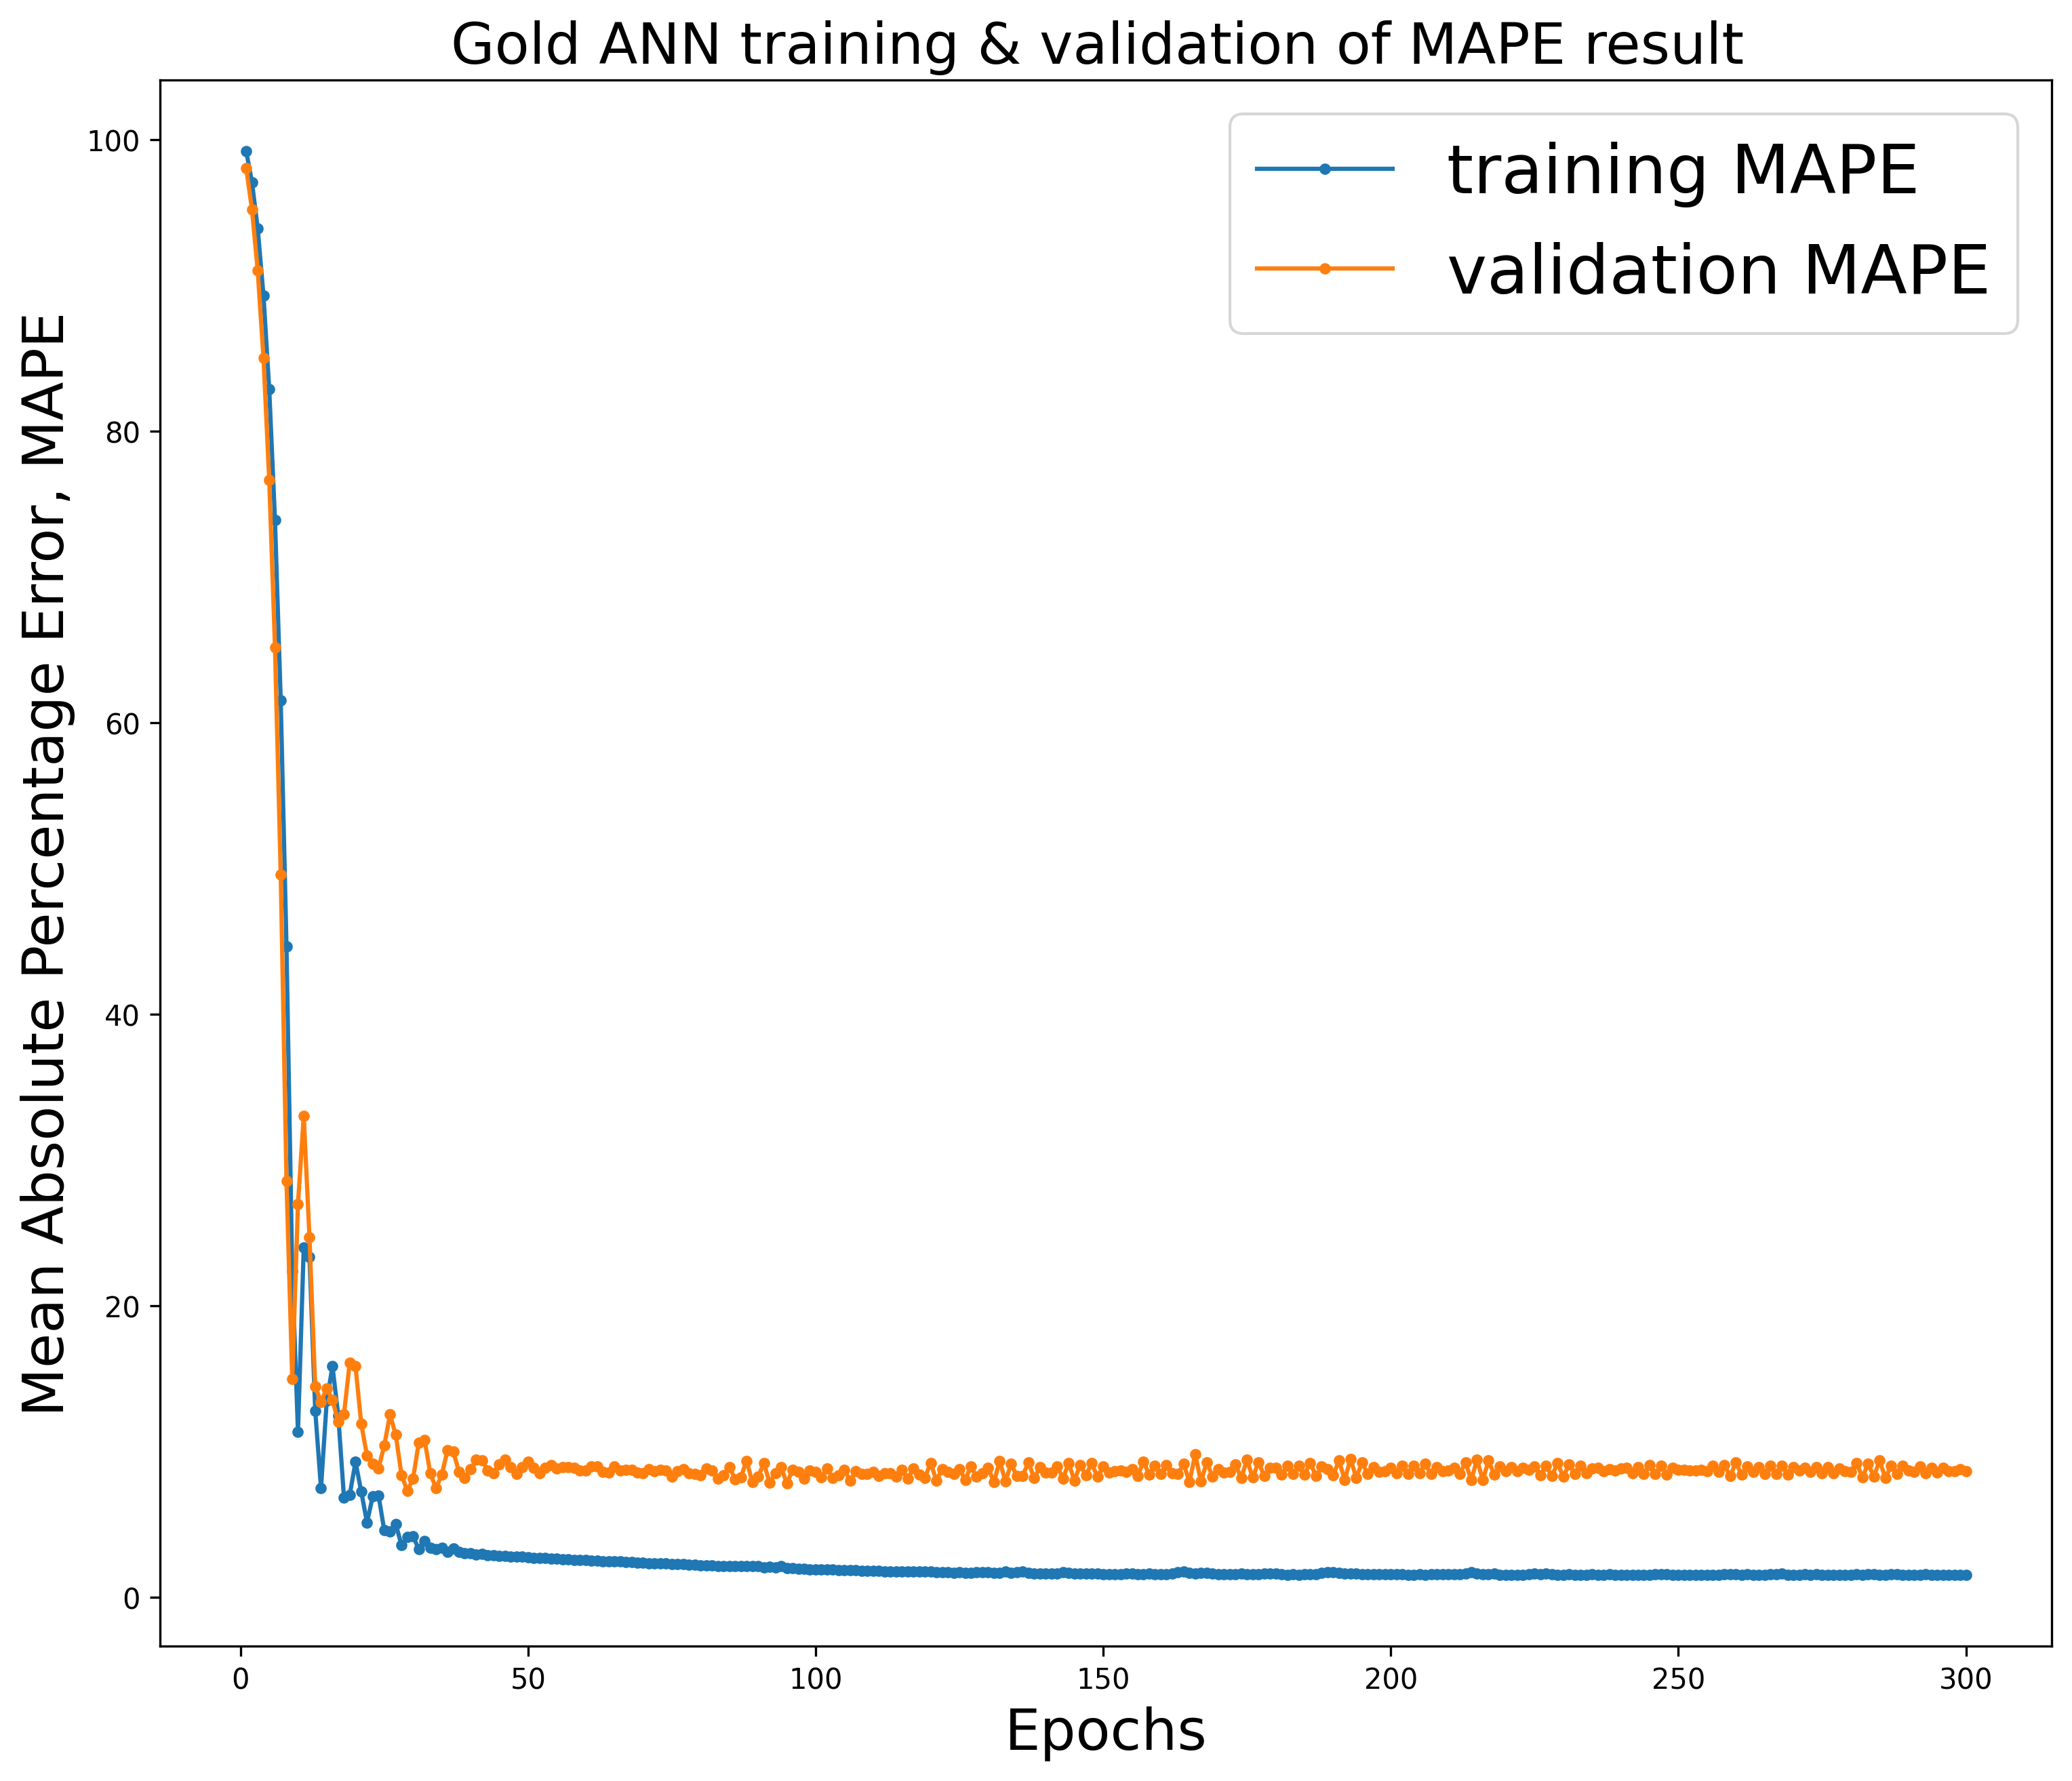 Gold ANN training & validation of MAPE result
training MAPE
validation MAPE
Mean Absolute Percentage Error, MAPE
100
80
60
40
20
0
0 50 100 150 200 250 300
Epochs